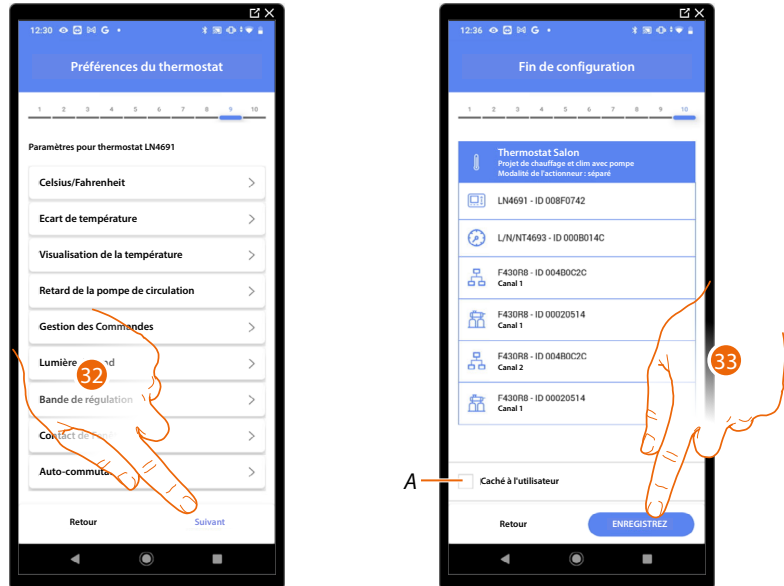 12:30
Préférences du thermostat
1 2 3 4 5 6 7 8 9 10
Paramètres pour thermostat LN4691
Celsius/Fahrenheit
Ecart de température
Visualisation de la température
Retard de la pompe de circulation
Gestion des Commandes
Lumière
32
Bande de régulation
Contact de
Auto-commuta
Retour
Suivant
12:36
Fin de configuration
1 2 3 4 5 6 7 8 9 10
Thermostat Salon
Projet de chauffage et clim avec pompe
Modalité de l'actionneur : séparé
LN4691 - ID 008F0742
L/N/NT4693 - ID 000B014C
F430R8 - ID 004B0C2C
Canal 1
F430R8 - ID 00020514
Canal 1
F430R8 - ID 004B0C2C
Canal 2
33
F430R8 - ID 00020514
Canal 1
A
Caché à l'utilisateur
Retour
ENREGISTREZ